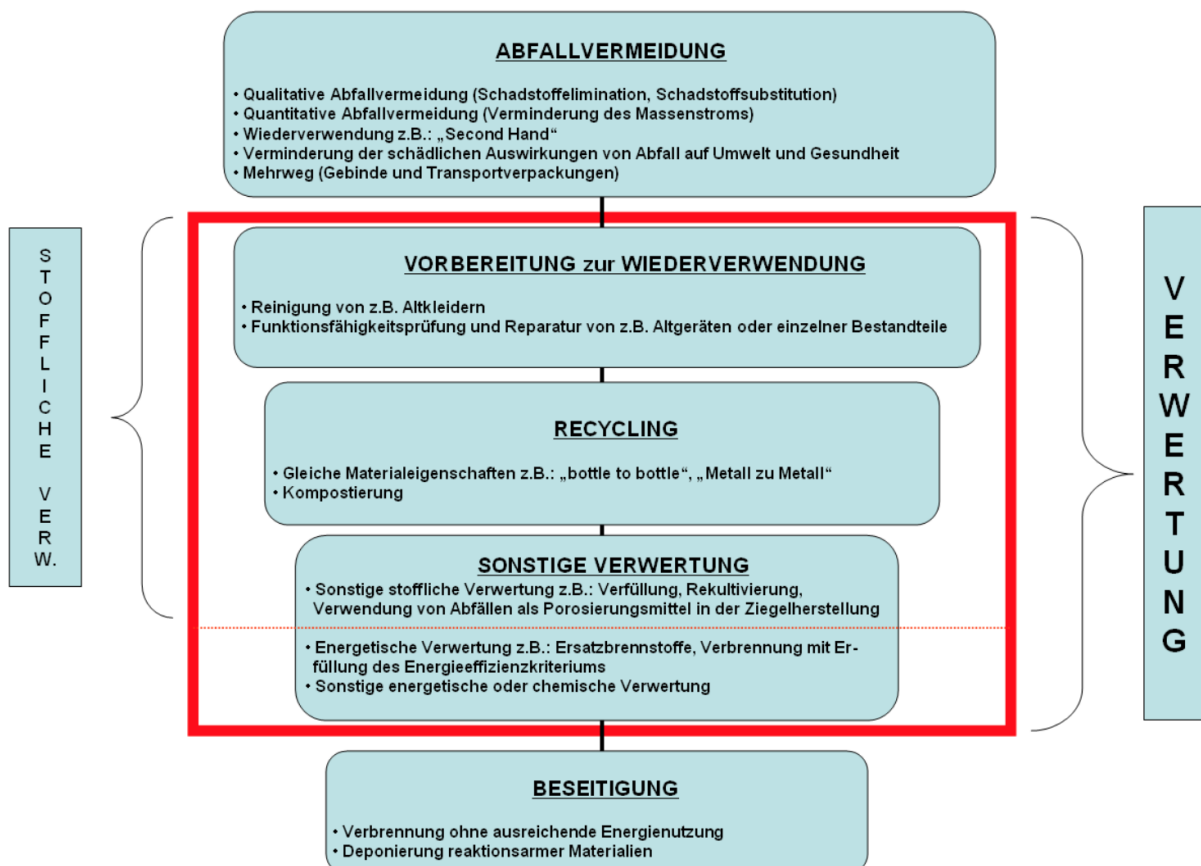 ABFALLVERMEIDUNG
• Qualitative Abfallvermeidung (Schadstoffelimination, Schadstoffsubstitution)
• Quantitative Abfallvermeidung (Verminderung des Massenstroms)
• Wiederverwendung z.B.: „Second Hand“
• Verminderung der schädlichen Auswirkungen von Abfall auf Umwelt und Gesundheit
• Mehrweg (Gebinde und Transportverpackungen)
STOFFLICHE VERW.
VORBEREITUNG zur WIEDERVERWENDUNG
• Reinigung von z.B. Altkleidern
• Funktionsfähigkeitsprüfung und Reparatur von z.B. Altgeräten oder einzelner Bestandteile
VERWERTUNG
RECYCLING
• Gleiche Materialeigenschaften z.B.: „bottle to bottle“, „Metall zu Metall“
• Kompostierung
SONSTIGE VERWERTUNG
• Sonstige stoffliche Verwertung z.B.: Verfüllung, Rekultivierung,
Verwendung von Abfällen als Porosierungsmittel in der Ziegelherstellung
• Energetische Verwertung z.B.: Ersatzbrennstoffe, Verbrennung mit Er-
füllung des Energieeffizienzkriteriums
• Sonstige energetische oder chemische Verwertung
BESEITIGUNG
• Verbrennung ohne ausreichende Energienutzung
• Deponierung reaktionsarmer Materialien